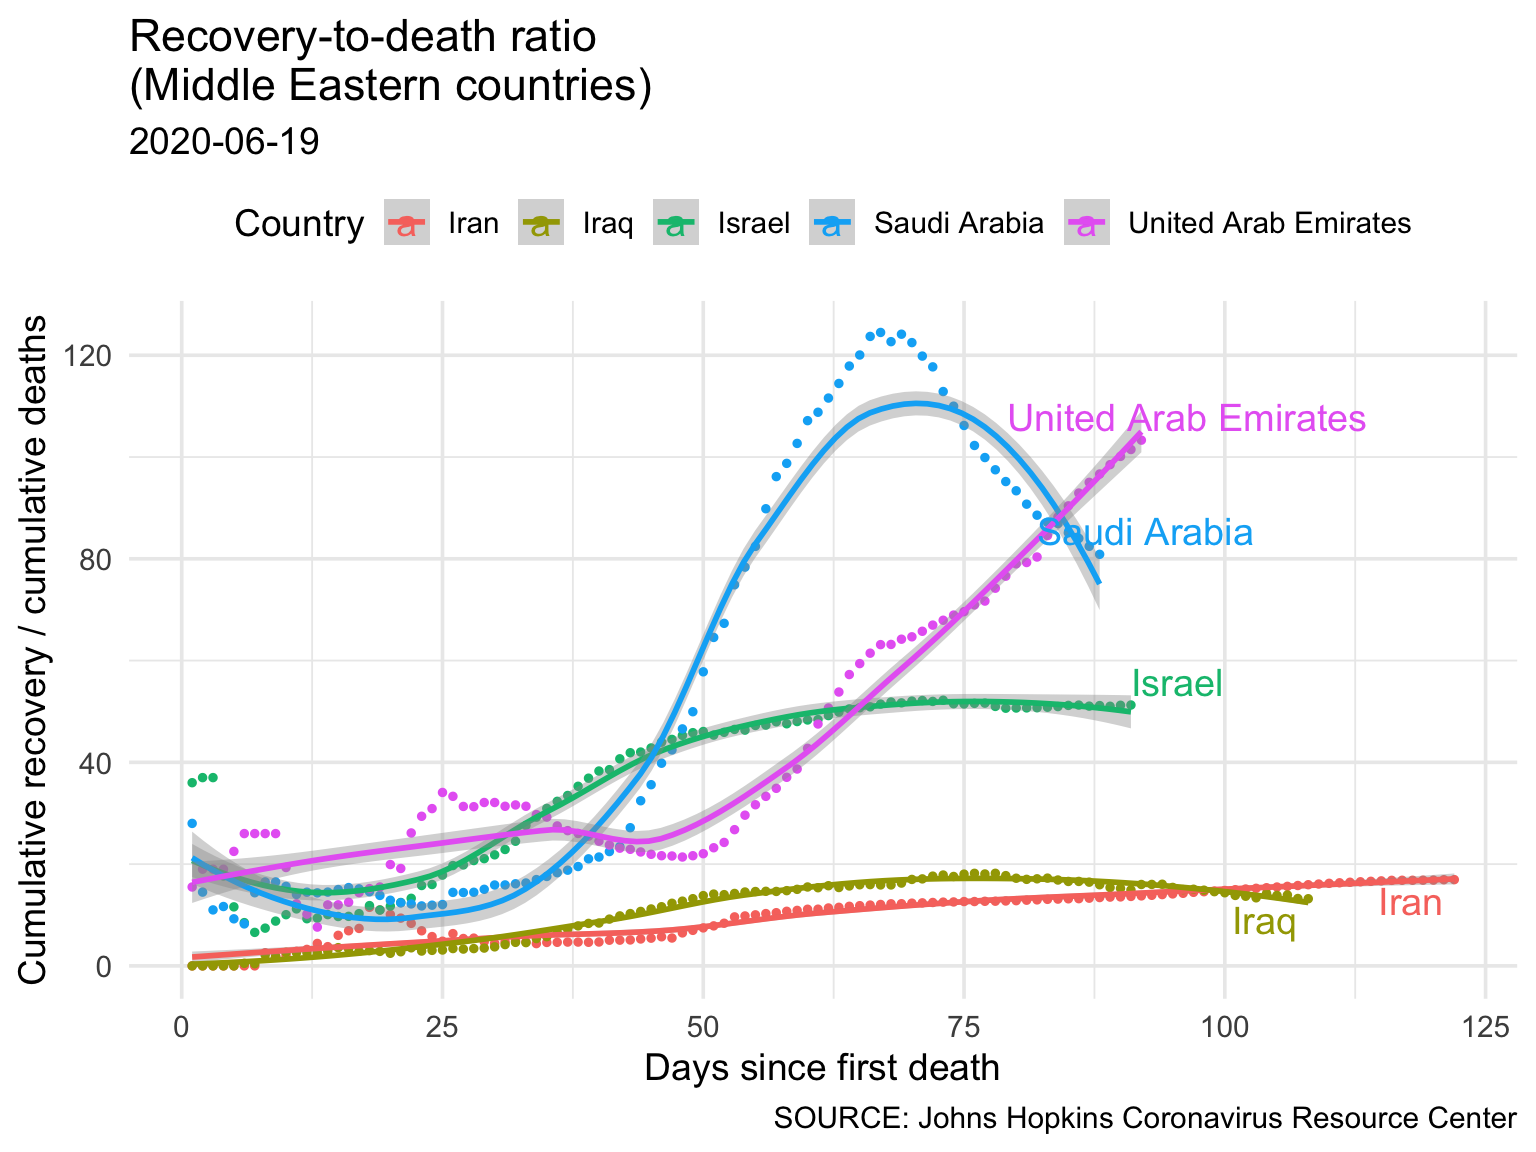 Recovery-to-death ratio
(Middle Eastern countries)
2020-06-19
Country a Iran a Iraq a Israel a Saudi Arabia a United Arab Emirates
Cumulative recovery / cumulative deaths
120
80
40
0
United Arab Emirates
Saudi Arabia
Israel
Iran
Iraq
0 25 50 75 100 125
Days since first death
SOURCE: Johns Hopkins Coronavirus Resource Center